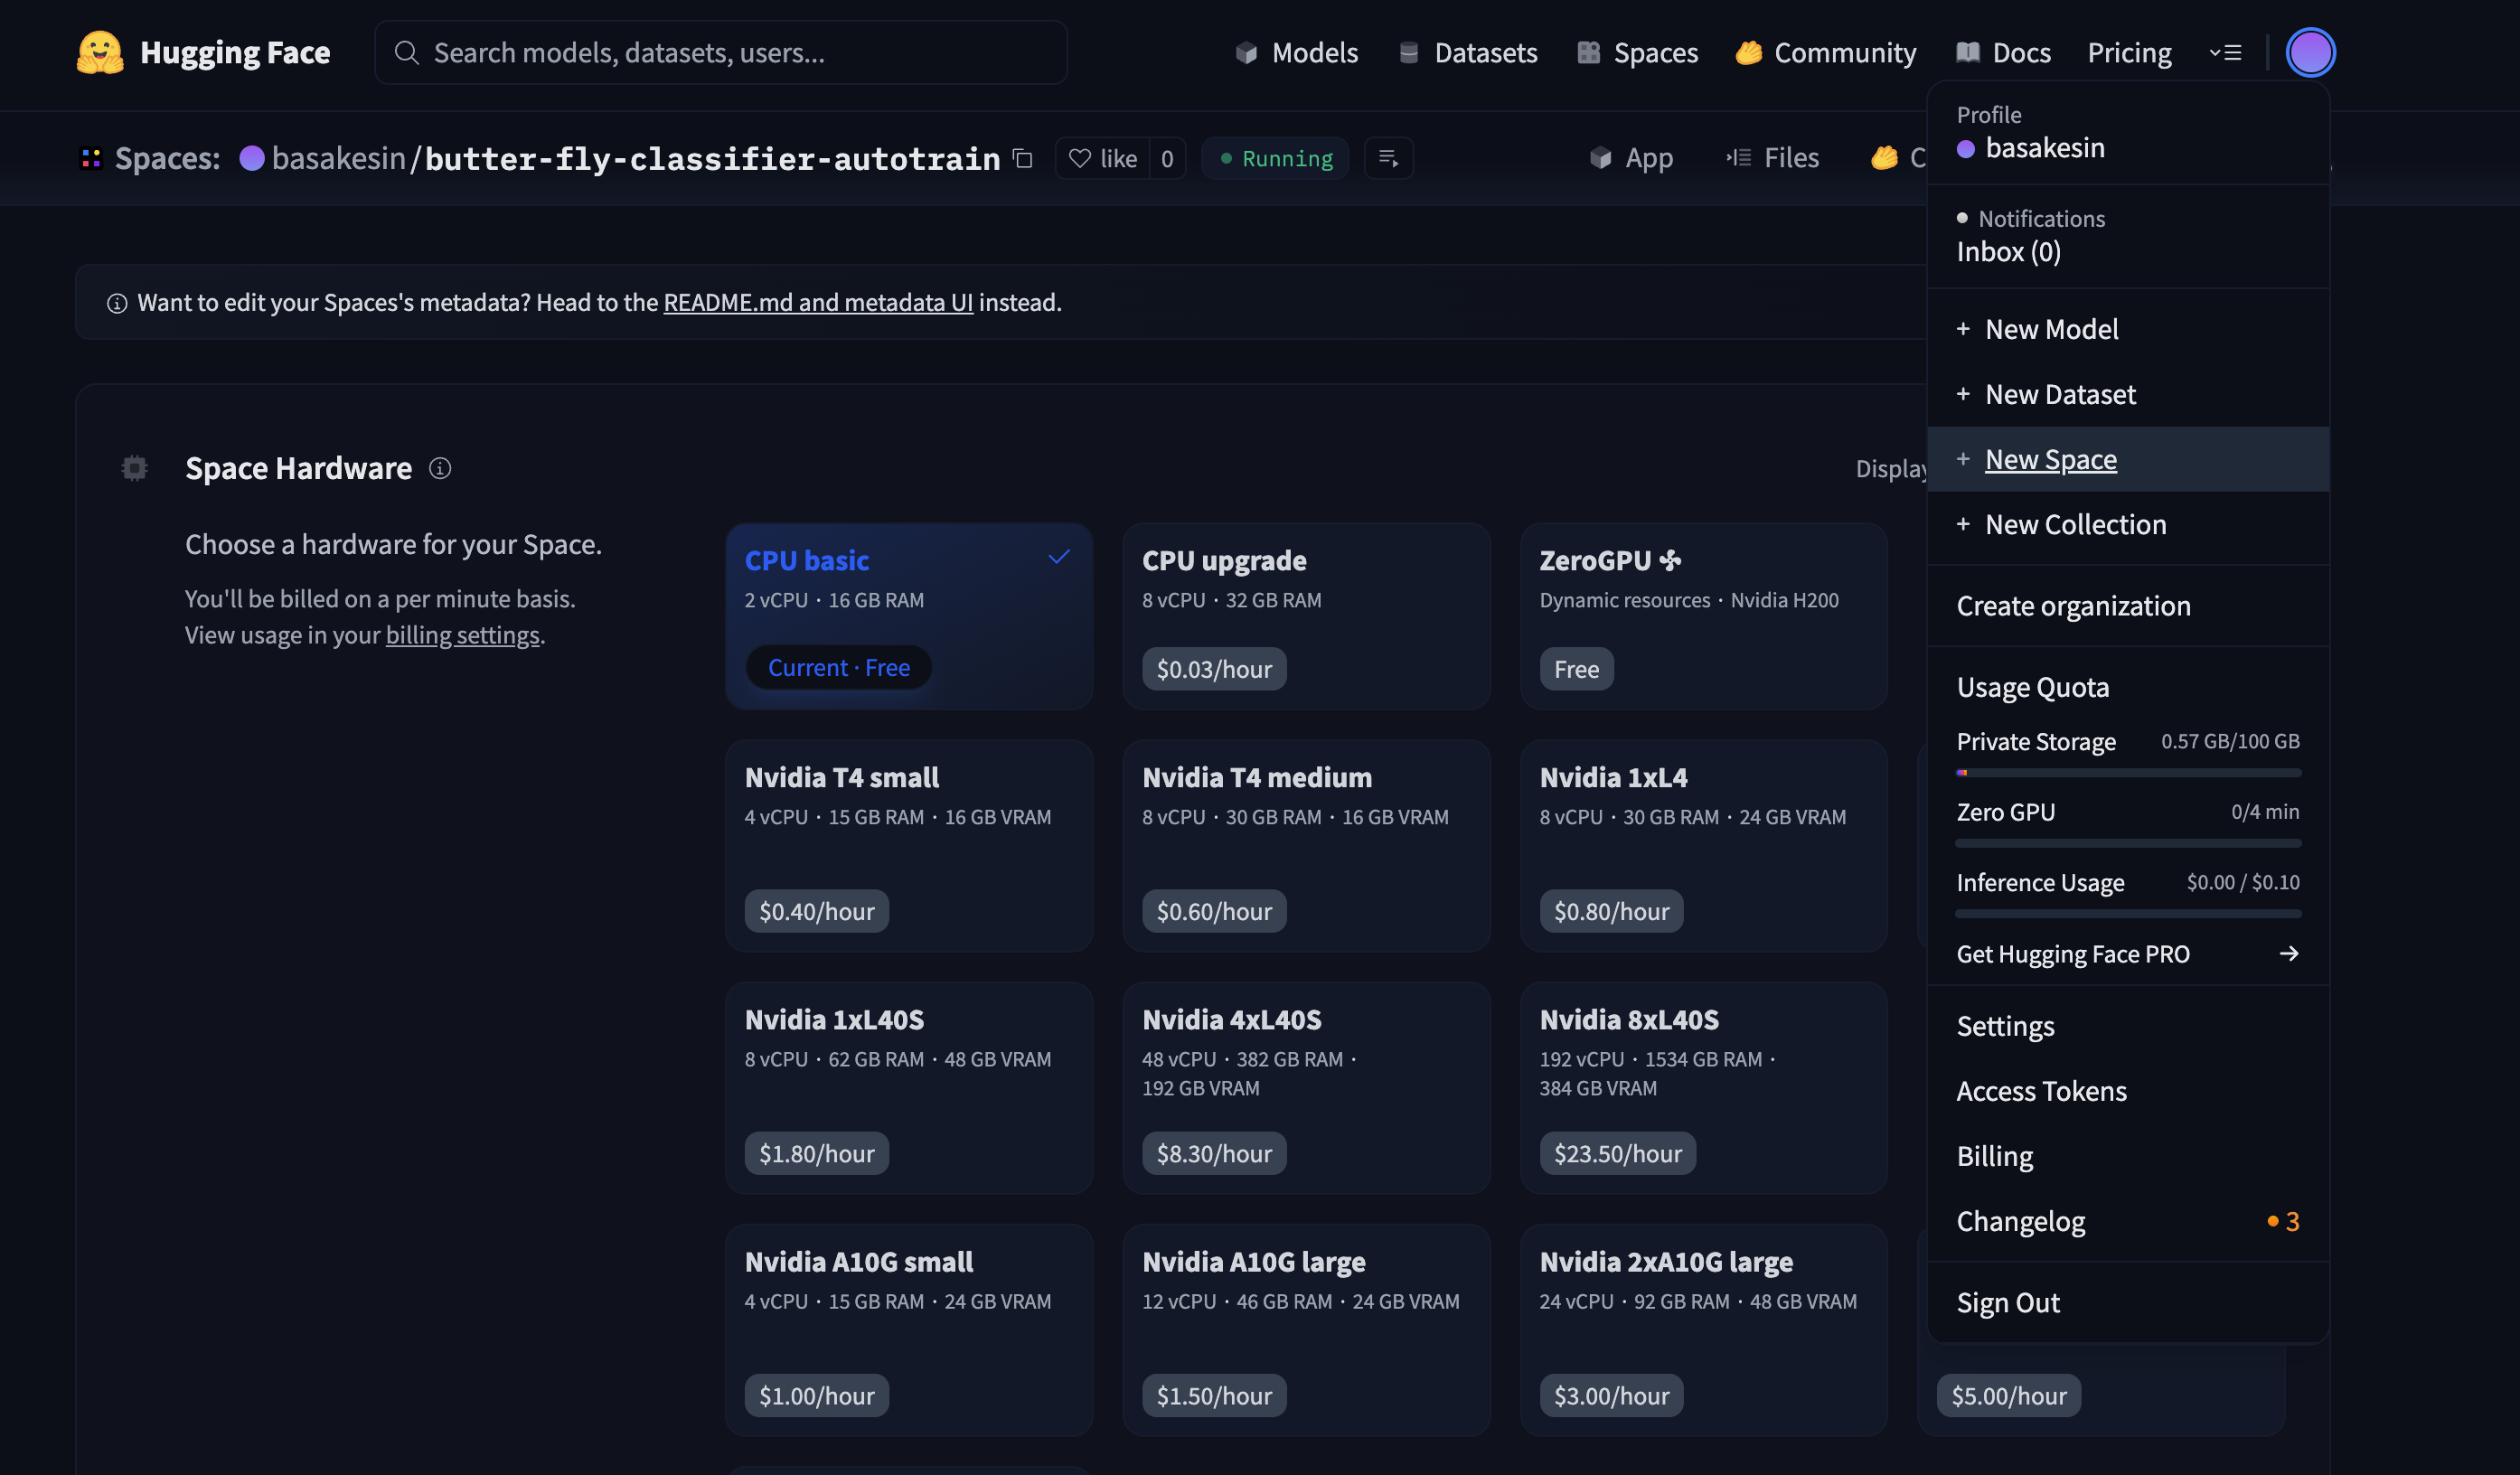 Hugging Face
Search models, datasets, users...
Models
Datasets
Spaces
Community
Docs
Pricing
Spaces:
basakesin/butter-fly-classifier-autotrain
like 0
Running
App
Files
C
Want to edit your Spaces's metadata? Head to the README.md and metadata UI instead.
Space Hardware
Display
Choose a hardware for your Space.
You'll be billed on a per minute basis.
View usage in your billing settings.
CPU basic
2 vCPU · 16 GB RAM
Current · Free
CPU upgrade
8 vCPU · 32 GB RAM
$0.03/hour
ZeroGPU
Dynamic resources · Nvidia H200
Free
Nvidia T4 small
4 vCPU · 15 GB RAM · 16 GB VRAM
$0.40/hour
Nvidia T4 medium
8 vCPU · 30 GB RAM · 16 GB VRAM
$0.60/hour
Nvidia 1xL4
8 vCPU · 30 GB RAM · 24 GB VRAM
$0.80/hour
Nvidia 1xL40S
8 vCPU · 62 GB RAM · 48 GB VRAM
$1.80/hour
Nvidia 4xL40S
48 vCPU · 382 GB RAM ·
192 GB VRAM
$8.30/hour
Nvidia 8xL40S
192 vCPU · 1534 GB RAM ·
384 GB VRAM
$23.50/hour
Nvidia A10G small
4 vCPU · 15 GB RAM · 24 GB VRAM
$1.00/hour
Nvidia A10G large
12 vCPU · 46 GB RAM · 24 GB VRAM
$1.50/hour
Nvidia 2xA10G large
24 vCPU · 92 GB RAM · 48 GB VRAM
$3.00/hour
$5.00/hour
Profile
basakesin
Notifications
Inbox (0)
+ New Model
+ New Dataset
+ New Space
+ New Collection
Create organization
Usage Quota
Private Storage 0.57 GB/100 GB
Zero GPU 0/4 min
Inference Usage $0.00 / $0.10
Get Hugging Face PRO →
Settings
Access Tokens
Billing
Changelog 3
Sign Out